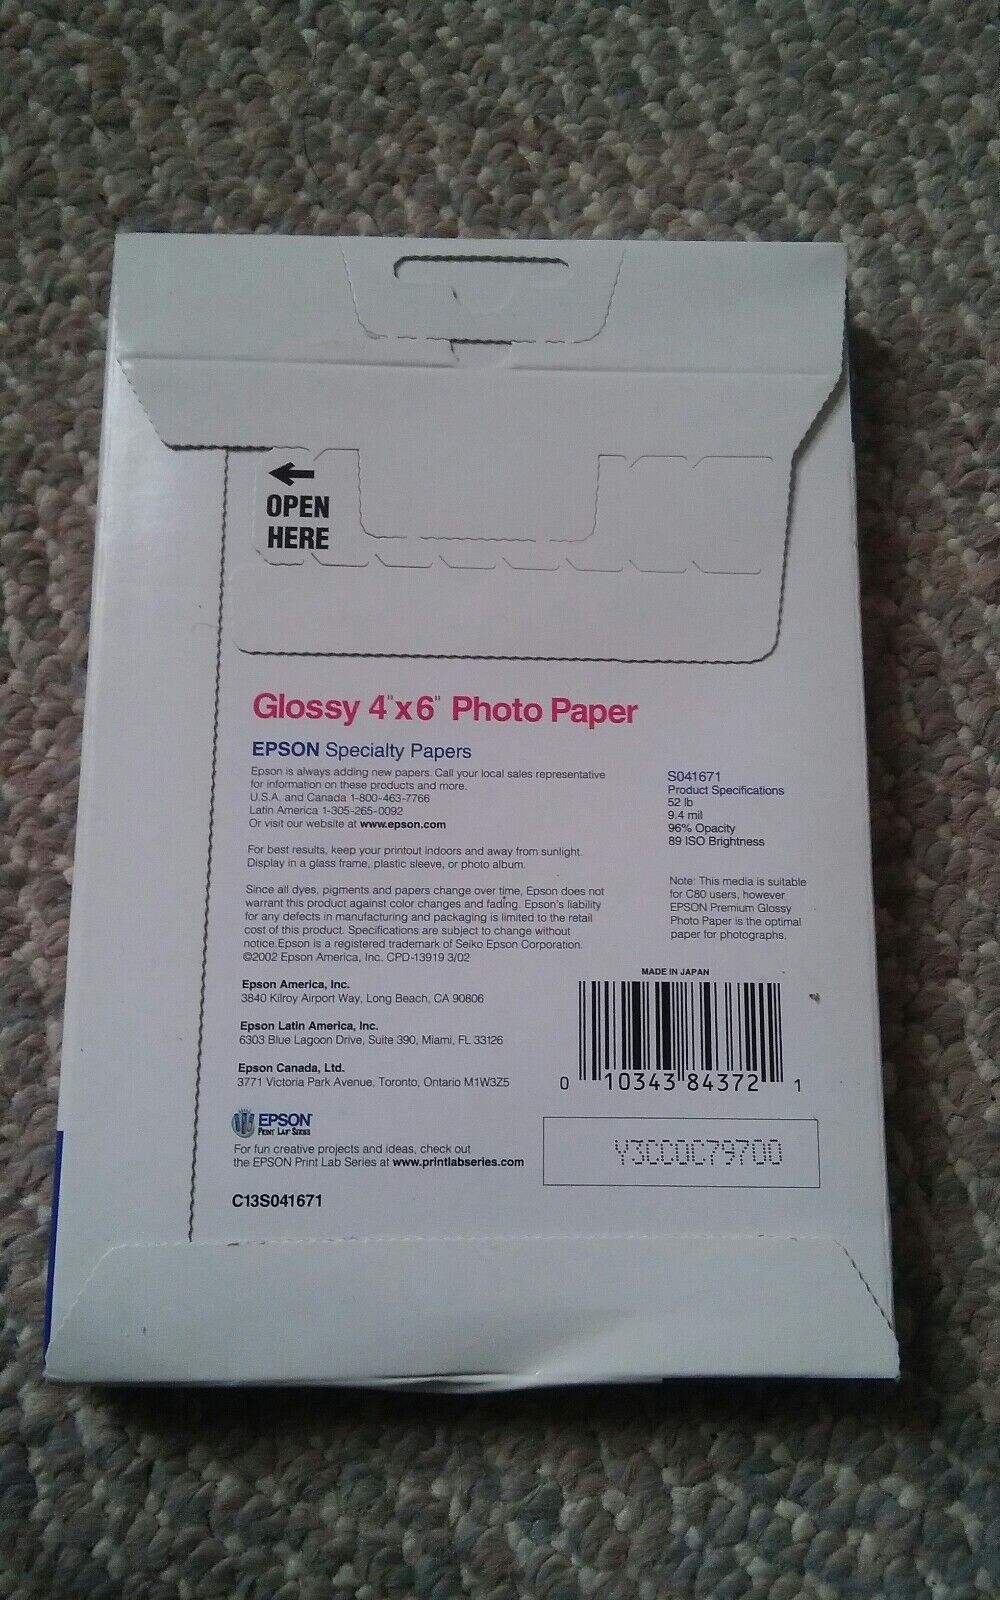 OPEN
HERE
Glossy 4"x6" Photo Paper
EPSON Specialty Papers
Epson is always adding new papers. Call your local sales representative
for information on these products and more.
U.S.A. and Canada 1-800-463-7766
Latin America 1-305-265-0092
Or visit our website at www.epson.com
For best results, keep your printout indoors and away from sunlight.
Display in a glass frame, plastic sleeve, or photo album.
Since all dyes, pigments and papers change over time, Epson does not
warrant this product against color changes and fading. Epson's liability
for any defects in manufacturing and packaging is limited to the retail
cost of this product. Specifications are subject to change without
notice.Epson is a registered trademark of Seiko Epson Corporation.
©2002 Epson America, Inc. CPD-13919 3/02
S041671
Product Specifications
52 lb
9.4 mil
96% Opacity
89 ISO Brightness
Note: This media is suitable
for C80 users, however
EPSON Premium Glossy
Photo Paper is the optimal
paper for photographs.
Epson America, Inc.
3840 Kilroy Airport Way, Long Beach, CA 90806
Epson Latin America, Inc.
6303 Blue Lagoon Drive, Suite 390, Miami, FL 33126
Epson Canada, Ltd.
3771 Victoria Park Avenue, Toronto, Ontario M1W3Z5
MADE IN JAPAN
0 10343 84372 1
EPSON
PRINT LAB SERIES
For fun creative projects and ideas, check out
the EPSON Print Lab Series at www.printlabseries.com
Y3CC0C79700
C13S041671